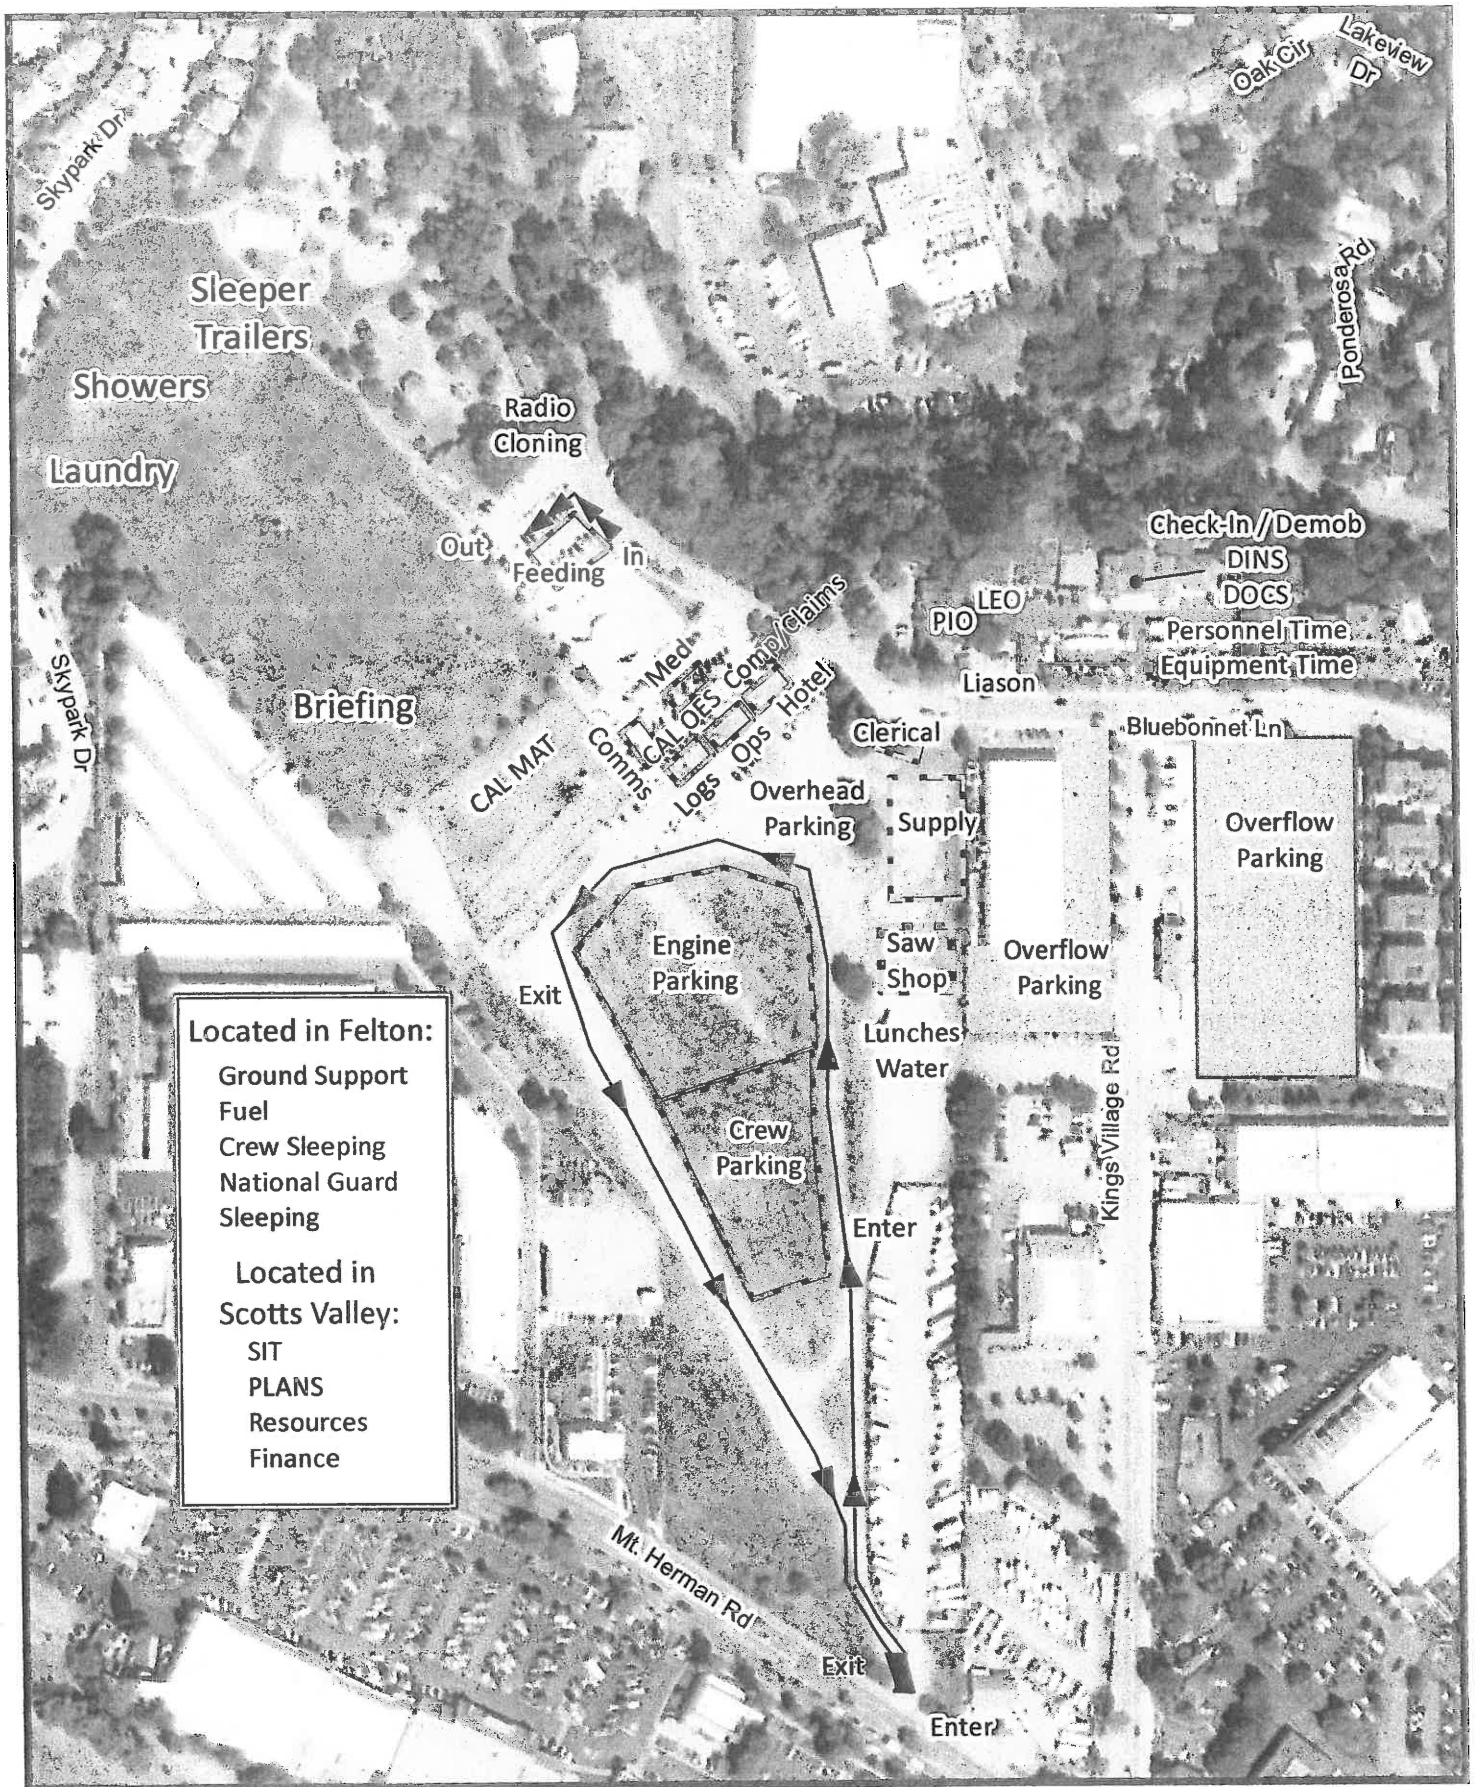 Oak Cir
Lakeview
Dr
Skypark Dr
Ponderosa Rd
Sleeper
Trailers
Showers
Laundry
Radio
Cloning
Out
In
Feeding
Check-In / Demob
DINS
DOCS
Personnel Time
Equipment Time
LEO
PIO
Liason
Med
Comp/Claims
CAL OES
Hotel
Comms
Logs
Ops
Skypark Dr
Briefing
CAL MAT
Clerical
Bluebonnet Ln
Overhead
Parking
Supply
Overflow
Parking
Engine
Parking
Saw
Shop
Overflow
Parking
Exit
Lunches
Water
Kings Village Rd
Crew
Parking
Enter
Located in Felton:
Ground Support
Fuel
Crew Sleeping
National Guard
Sleeping
Located in
Scotts Valley:
SIT
PLANS
Resources
Finance
Mt. Herman Rd
Exit
Enter